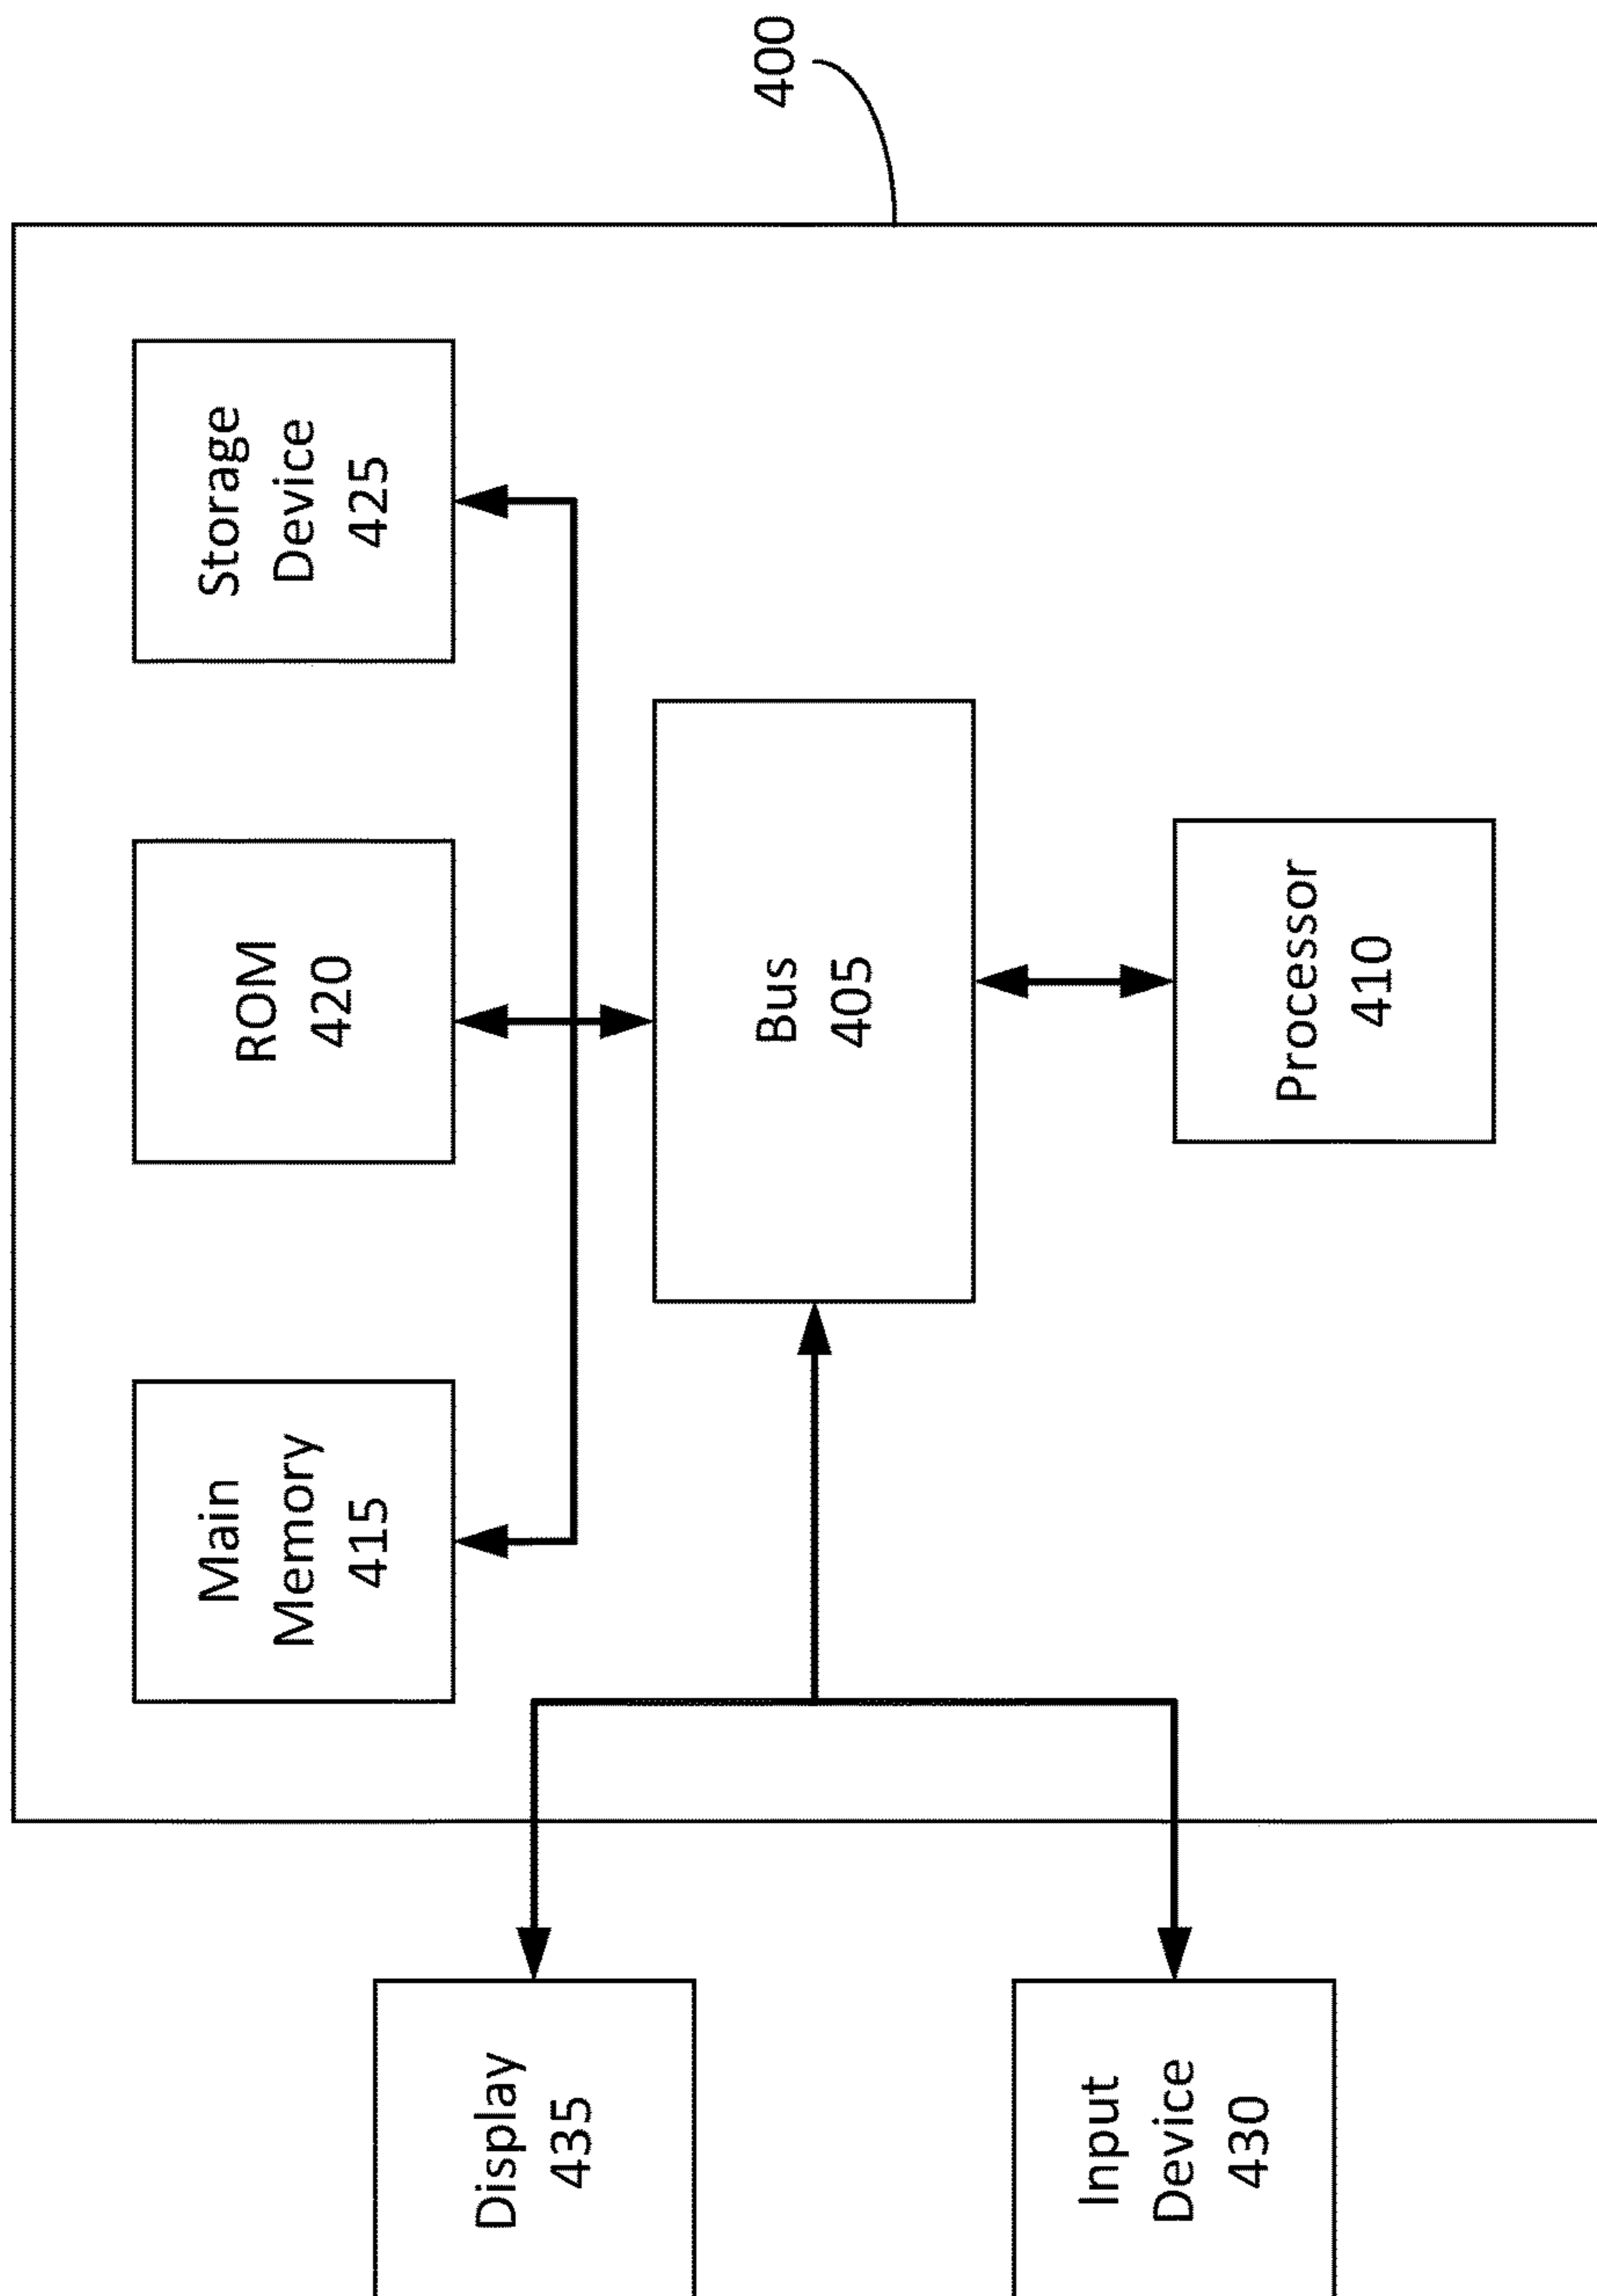 400
Main
Memory
415
ROM
420
Storage
Device
425
Display
435
Bus
405
Input
Device
430
Processor
410